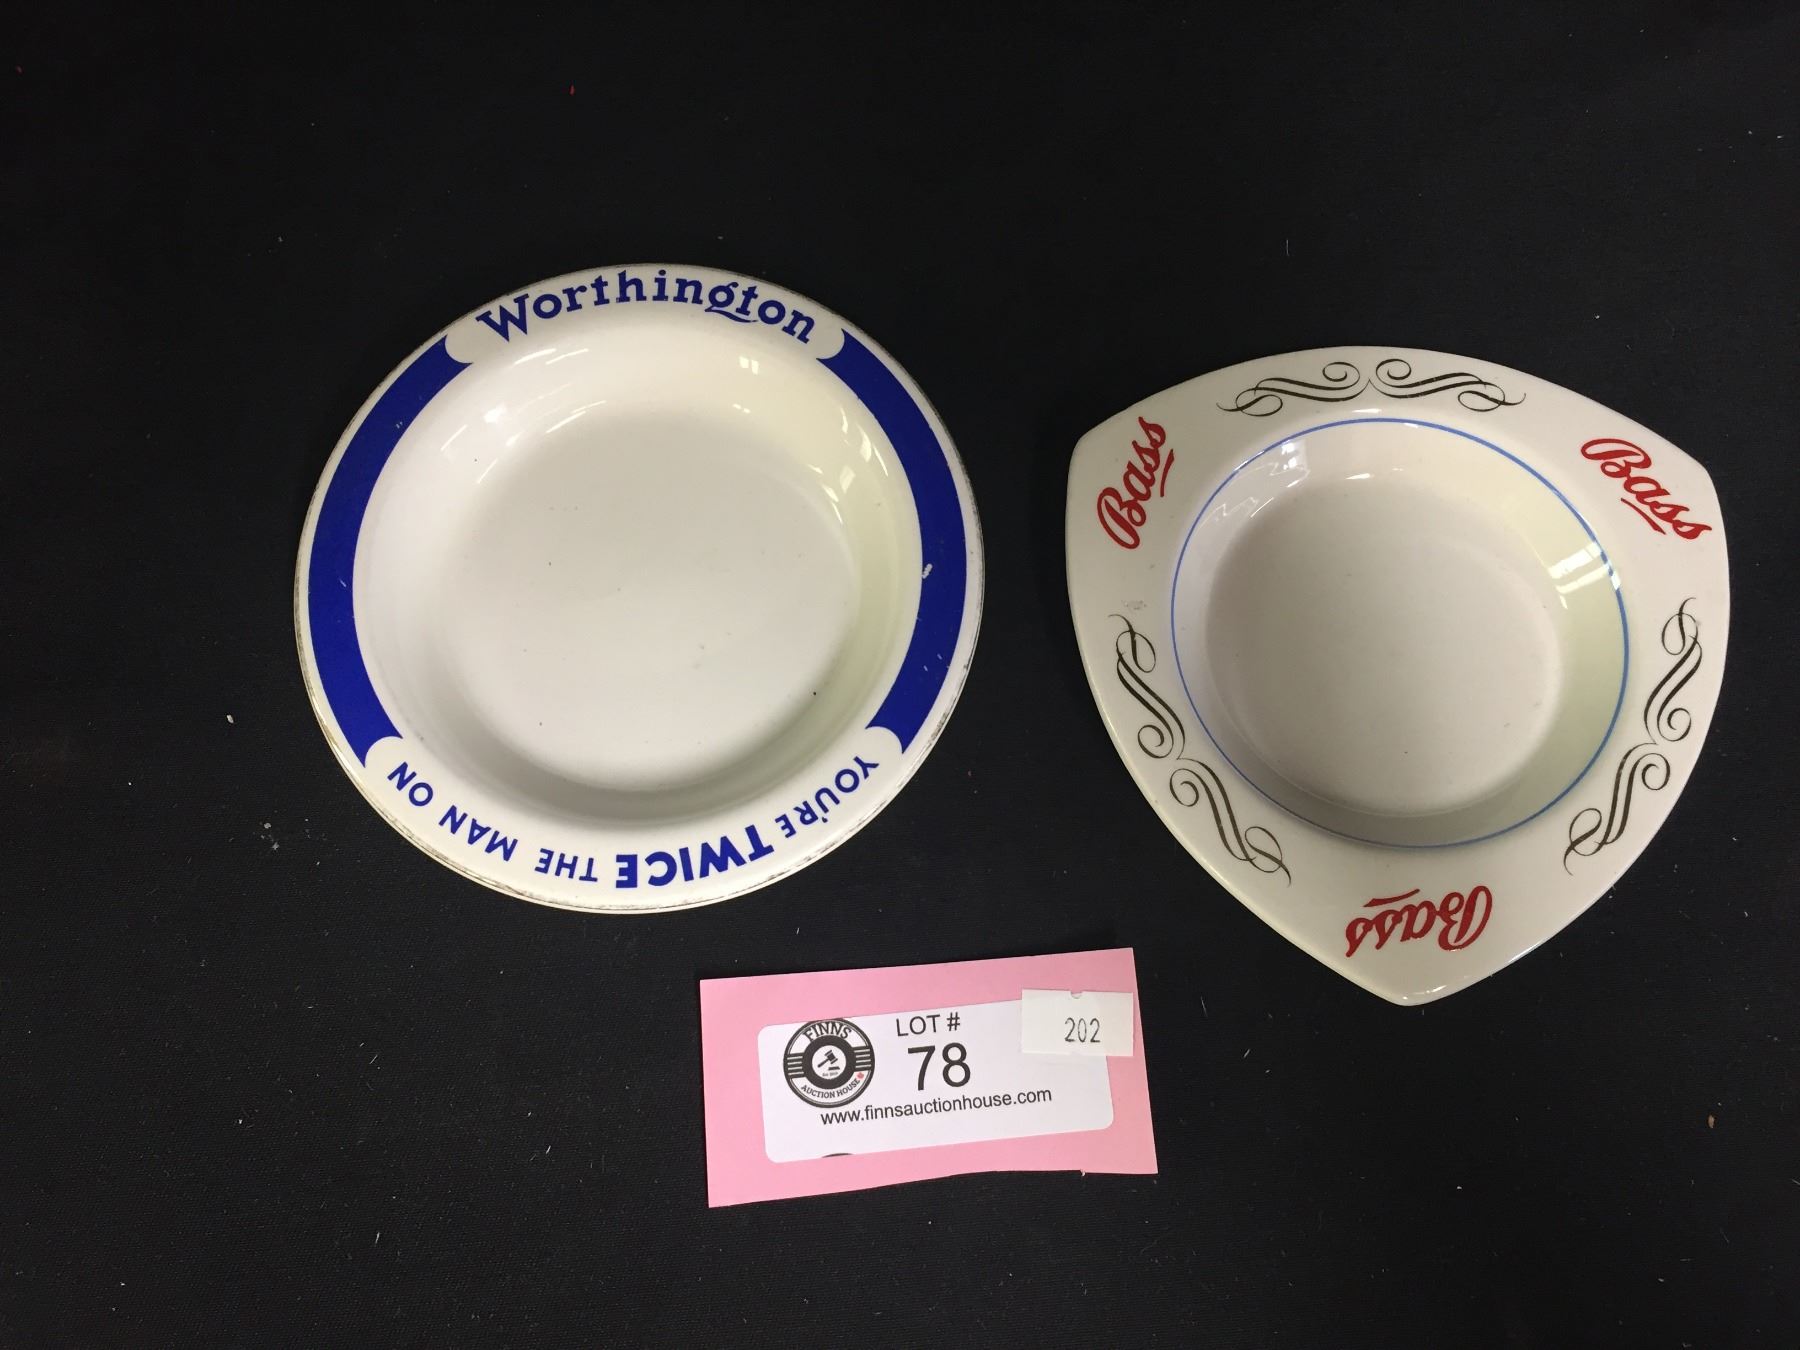 Worthington
YOU'RE TWICE THE MAN ON
Bass
Bass
Bass
FINNS
AUCTION HOUSE
LOT #
78
202
www.finnsauctionhouse.com